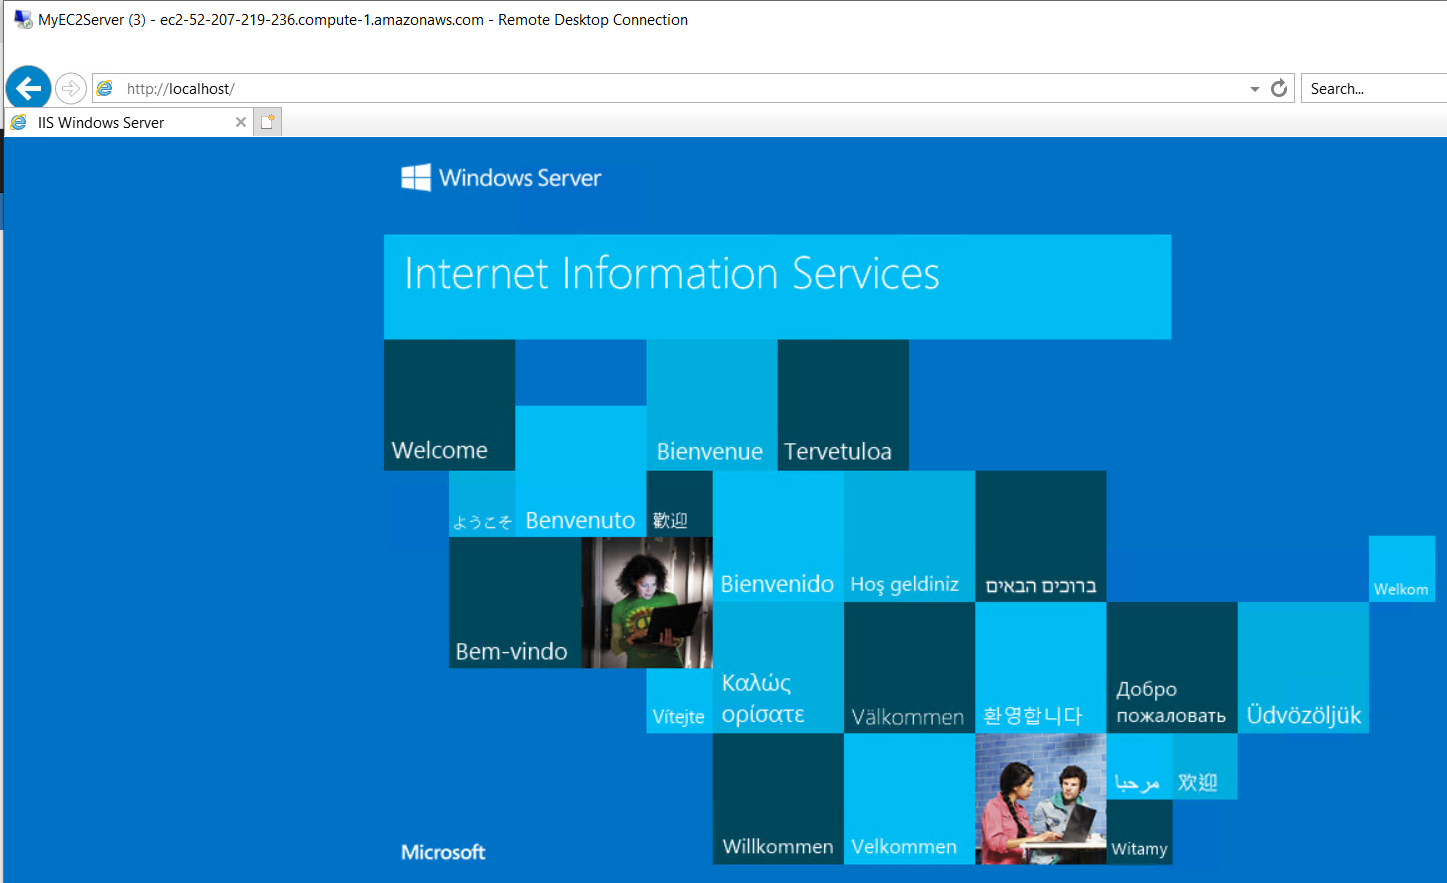 MyEC2Server (3) - ec2-52-207-219-236.compute-1.amazonaws.com - Remote Desktop Connection
http://localhost/
Search...
IIS Windows Server
Windows Server
Internet Information Services
Welcome
Bienvenue
Tervetuloa
ようこそ
Benvenuto
歡迎
Bienvenido
Hoş geldiniz
ברוכים הבאים
Welkom
Bem-vindo
Vítejte
Καλώς
ορίσατε
Välkommen
환영합니다
Добро
пожаловать
Üdvözöljük
مرحبا
欢迎
Willkommen
Velkommen
Witamy
Microsoft